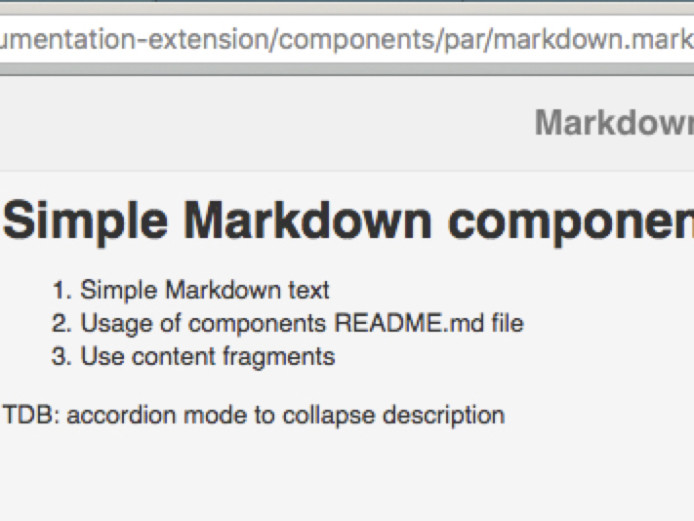 umentation-extension/components/par/markdown.mark
Markdown
Simple Markdown componen
1. Simple Markdown text
2. Usage of components README.md file
3. Use content fragments
TDB: accordion mode to collapse description